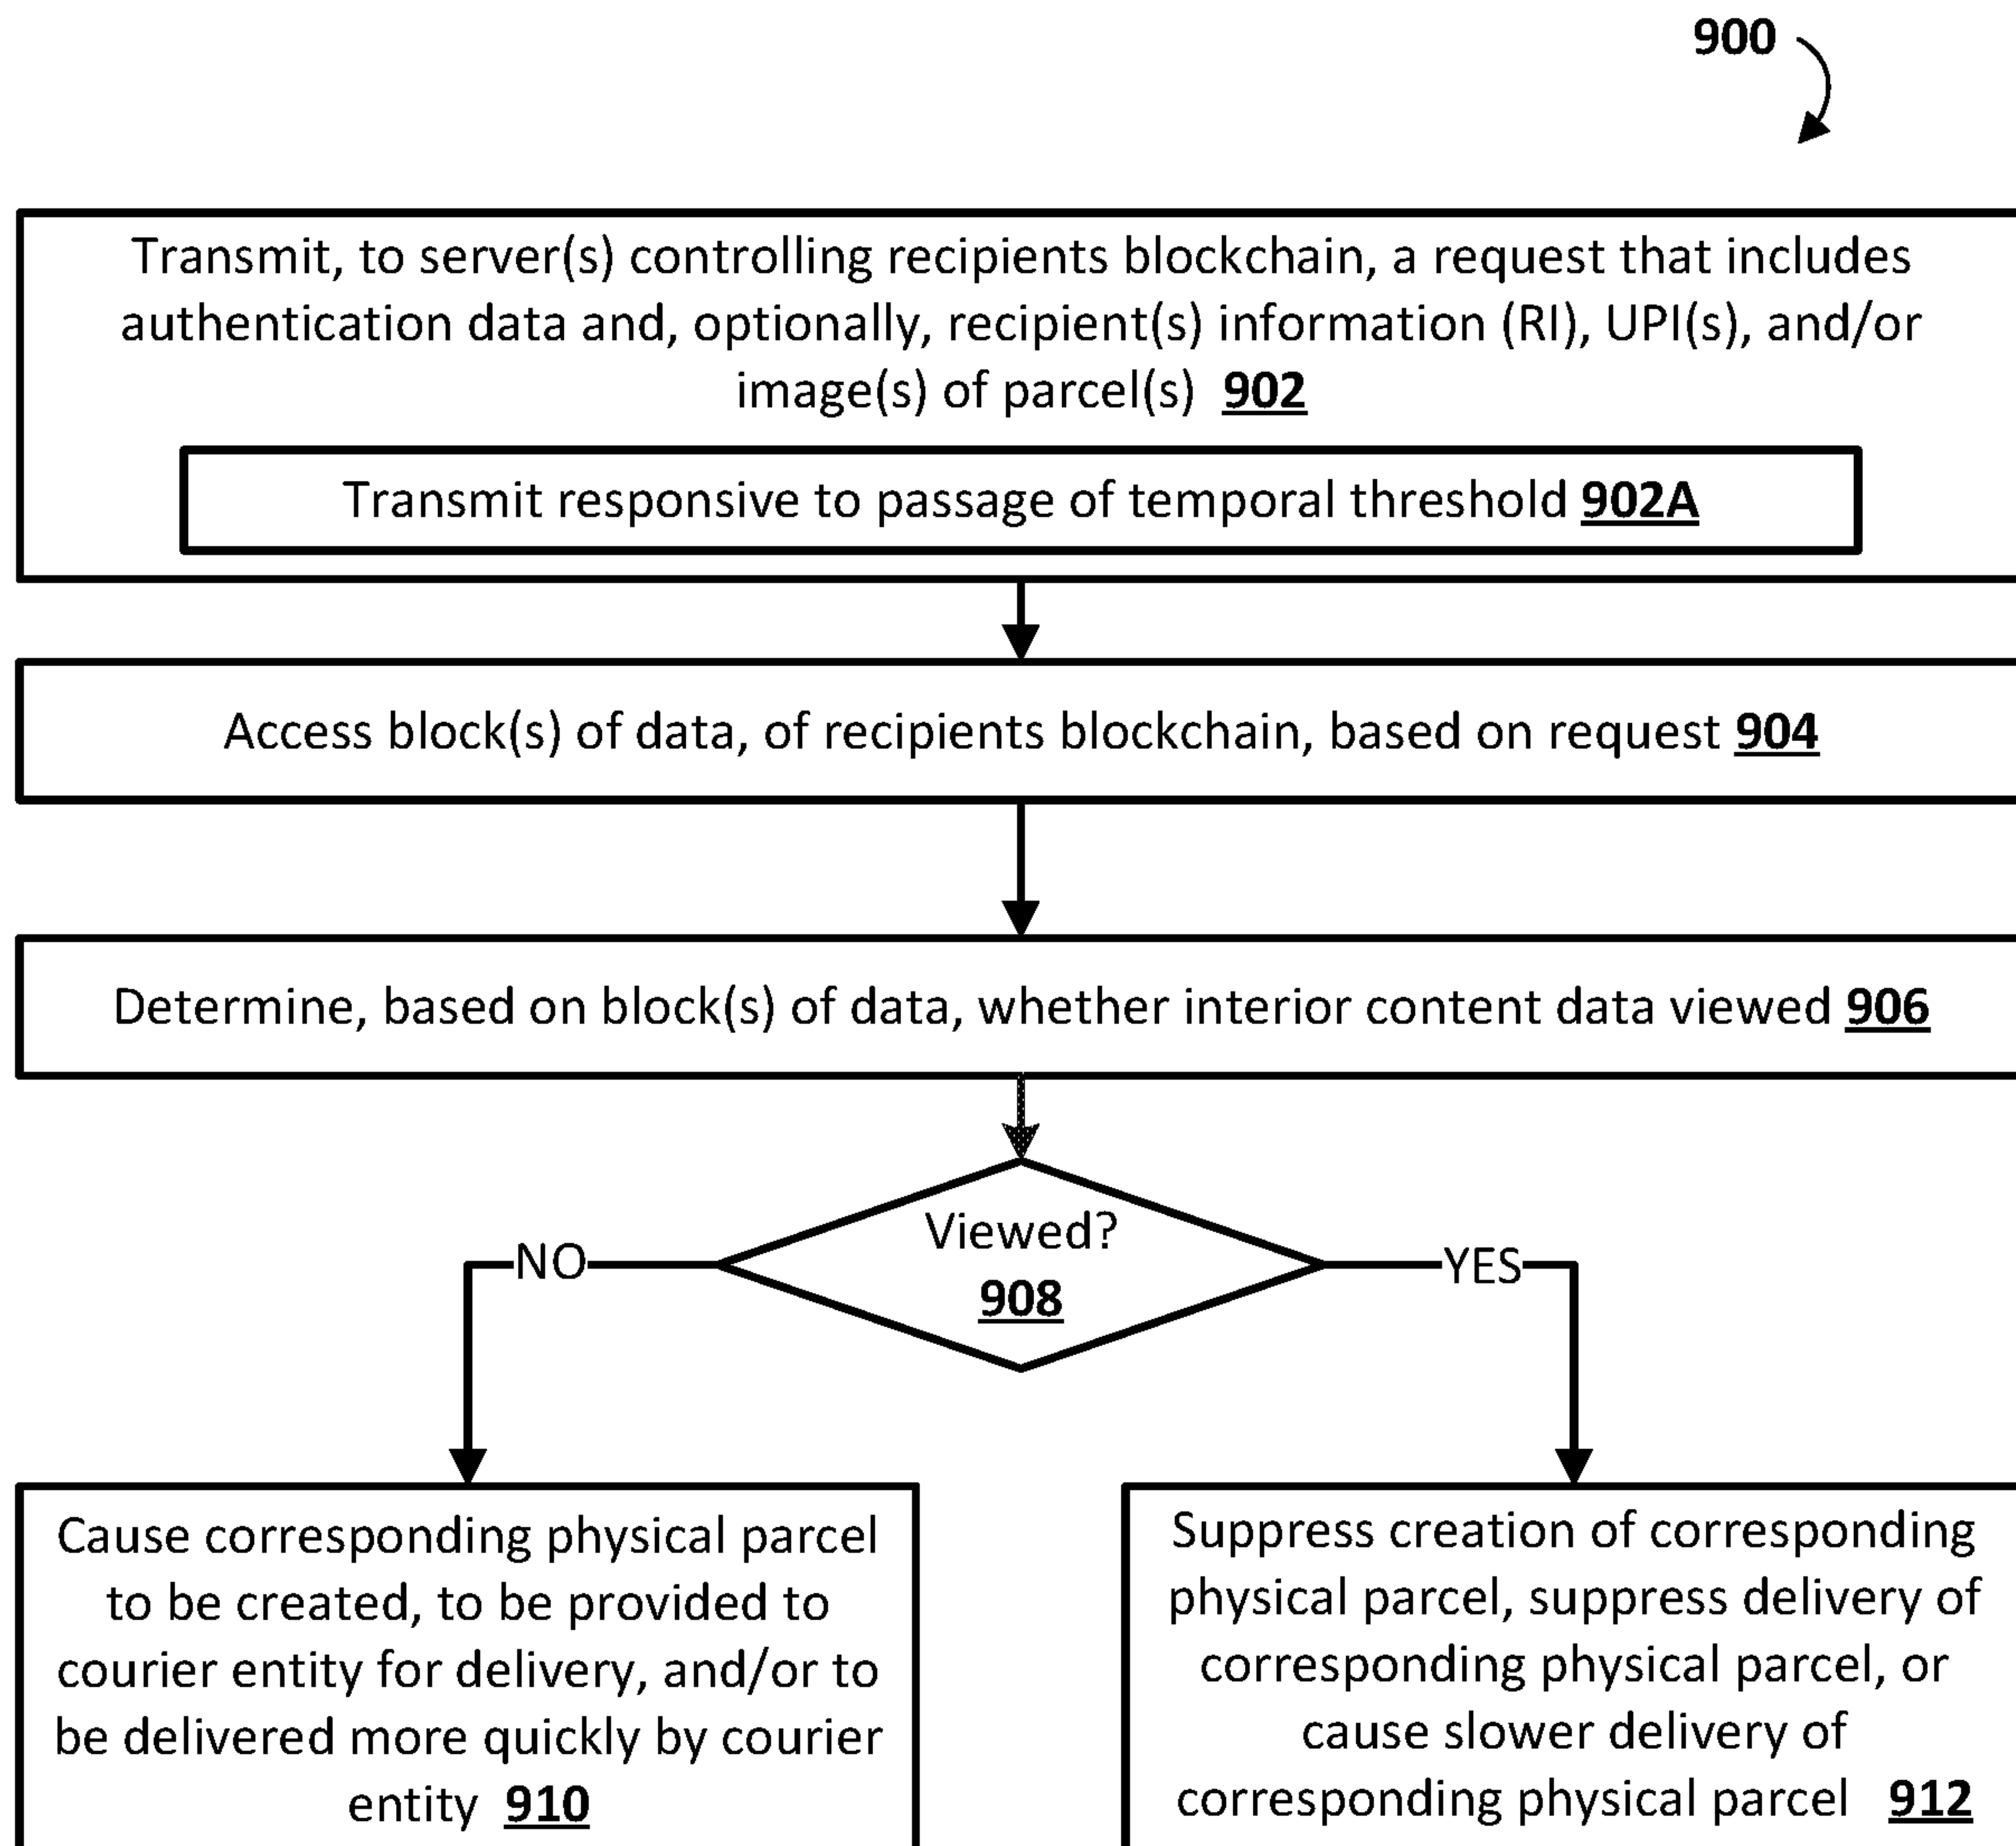 900
Transmit, to server(s) controlling recipients blockchain, a request that includes
authentication data and, optionally, recipient(s) information (RI), UPI(s), and/or
image(s) of parcel(s) 902
Transmit responsive to passage of temporal threshold 902A
Access block(s) of data, of recipients blockchain, based on request 904
Determine, based on block(s) of data, whether interior content data viewed 906
Viewed?
908
NO
YES
Cause corresponding physical parcel
to be created, to be provided to
courier entity for delivery, and/or to
be delivered more quickly by courier
entity 910
Suppress creation of corresponding
physical parcel, suppress delivery of
corresponding physical parcel, or
cause slower delivery of
corresponding physical parcel 912